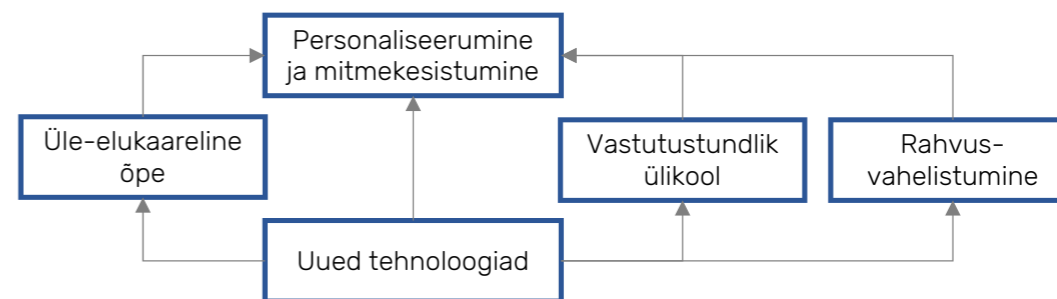 Personaliseerumine
ja mitmekesistumine
Üle-elukaareline
õpe
Vastutustundlik
ülikool
Rahvus-
vahelistumine
Uued tehnoloogiad